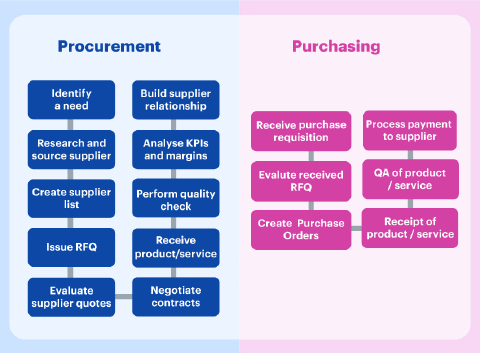 Procurement
Identify
a need
Research and
source supplier
Create supplier
list
Issue RFQ
Evaluate
supplier quotes
Build supplier
relationship
Analyse KPIs
and margins
Perform quality
check
Receive
product/service
Negotiate
contracts
Purchasing
Receive purchase
requisition
Evalute received
RFQ
Create Purchase
Orders
Process payment
to supplier
QA of product
/ service
Receipt of
product / service